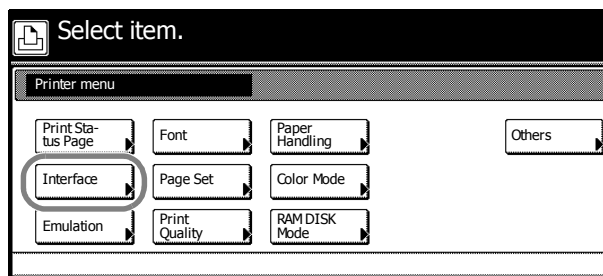 Select item.
Printer menu
Print Sta-
tus Page
Font
Paper
Handling
Others
Interface
Page Set
Color Mode
Emulation
Print
Quality
RAM DISK
Mode